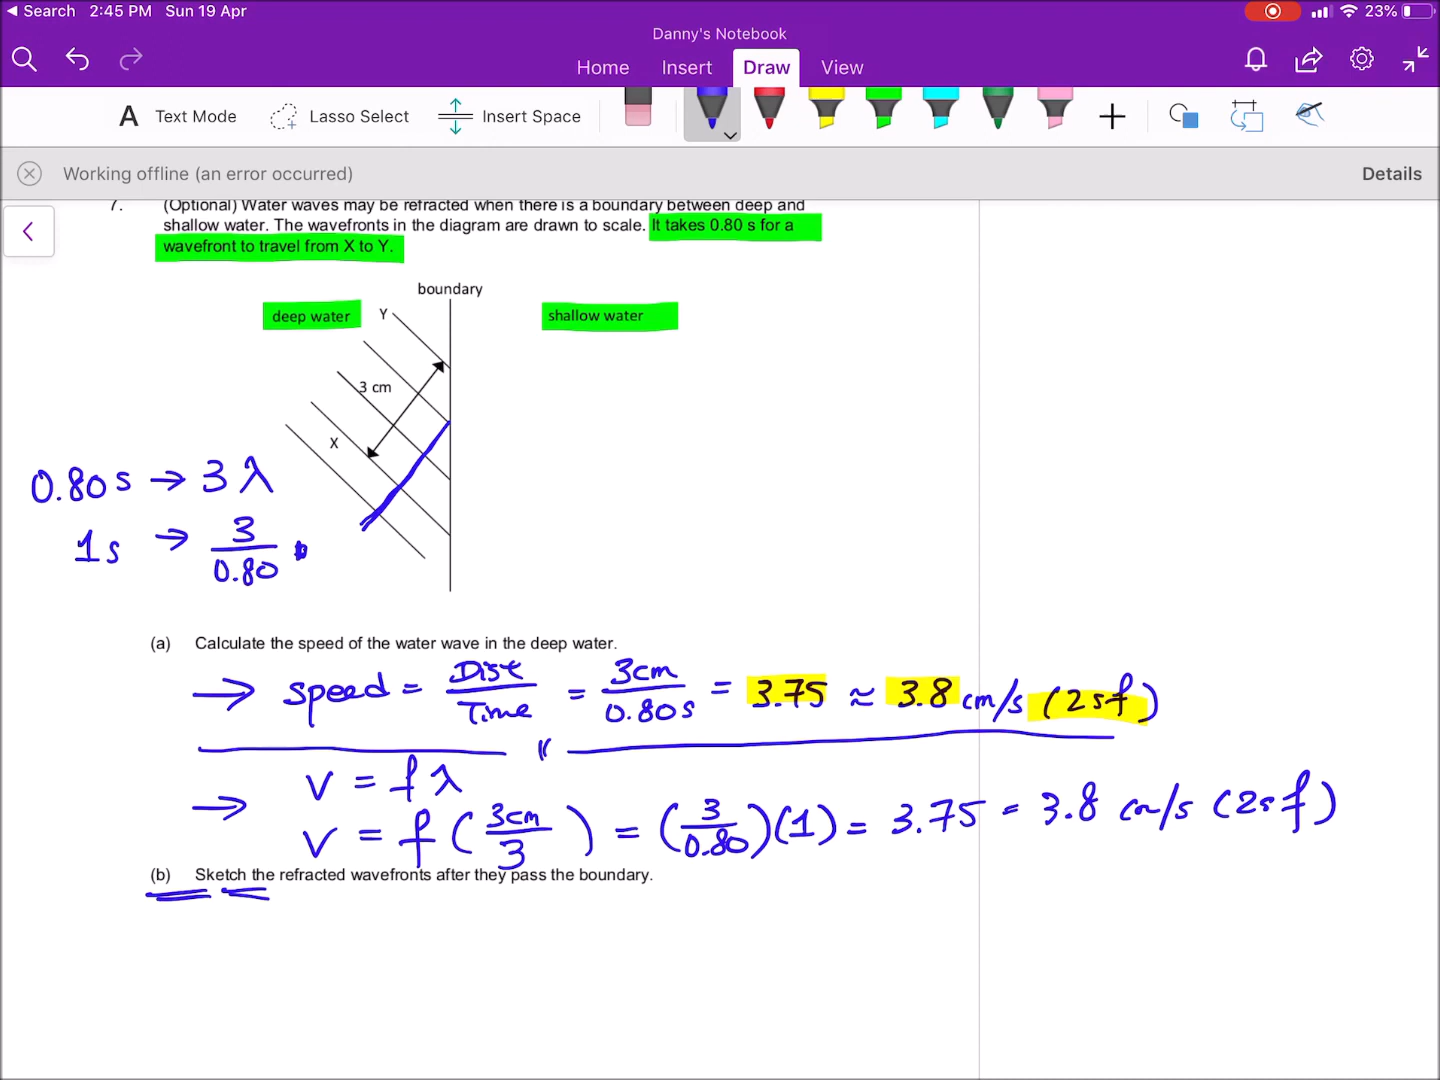 Search 2:45 PM Sun 19 Apr 23%
Danny's Notebook
Home Insert Draw View
A Text Mode Lasso Select Insert Space
Working offline (an error occurred) Details
7. (Optional) Water waves may be refracted when there is a boundary between deep and
shallow water. The wavefronts in the diagram are drawn to scale. It takes 0.80 s for a
wavefront to travel from X to Y.
boundary
deep water Y shallow water
3 cm
X
0.80s → 3 λ
1s → 3/0.80
(a) Calculate the speed of the water wave in the deep water.
→ speed = Dist/Time = 3cm/0.80s = 3.75 ≈ 3.8 cm/s (2sf)
→ v = fλ
v = f (3cm/3) = (3/0.80)(1) = 3.75 = 3.8 cm/s (2sf)
(b) Sketch the refracted wavefronts after they pass the boundary.